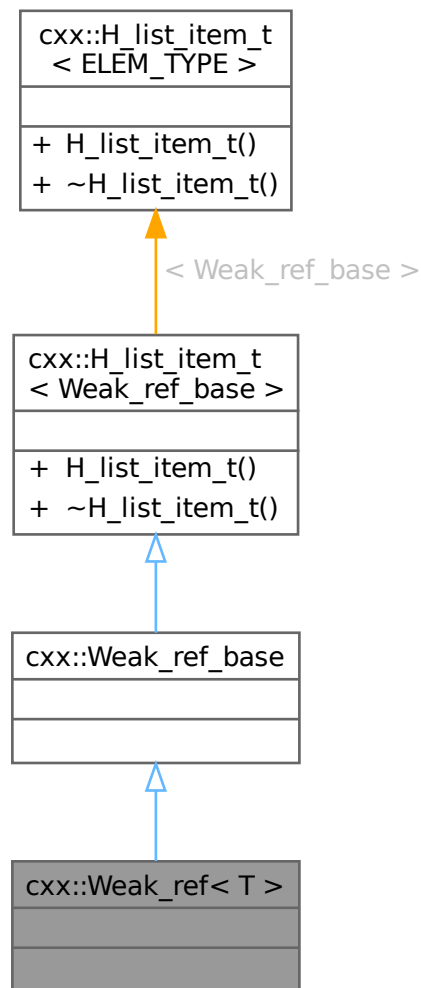 cxx::H_list_item_t
< ELEM_TYPE >
+ H_list_item_t()
+ ~H_list_item_t()
< Weak_ref_base >
cxx::H_list_item_t
< Weak_ref_base >
+ H_list_item_t()
+ ~H_list_item_t()
cxx::Weak_ref_base
cxx::Weak_ref< T >